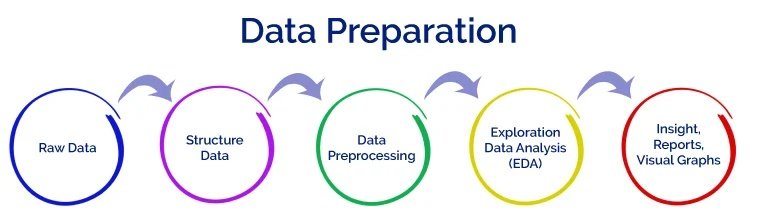 Data Preparation
Raw Data
Structure
Data
Data
Preprocessing
Exploration
Data Analysis
(EDA)
Insight,
Reports,
Visual Graphs